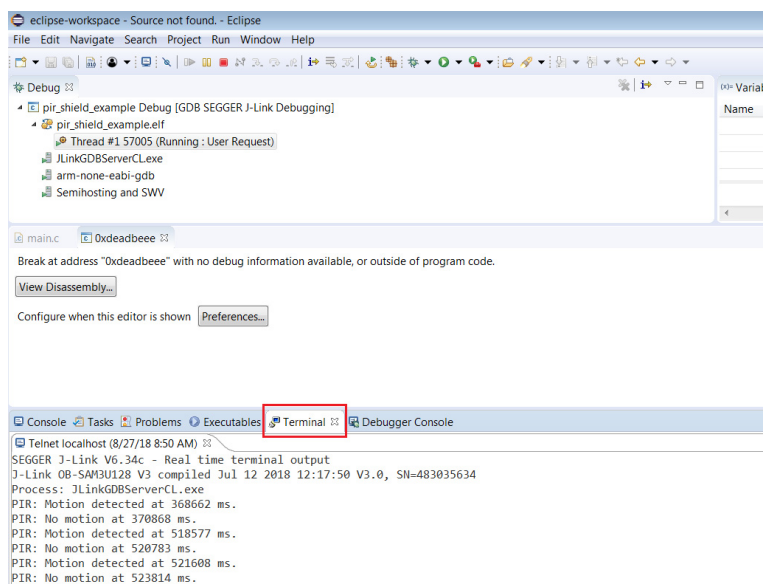 eclipse-workspace - Source not found. - Eclipse
File Edit Navigate Search Project Run Window Help
Debug
pir_shield_example Debug [GDB SEGGER J-Link Debugging]
pir_shield_example.elf
Thread #1 57005 (Running : User Request)
JLinkGDBServerCL.exe
arm-none-eabi-gdb
Semihosting and SWV
(x)= Variab
Name
main.c 0xdeadbeee
Break at address "0xdeadbeee" with no debug information available, or outside of program code.
View Disassembly...
Configure when this editor is shown Preferences...
Console Tasks Problems Executables Terminal Debugger Console
Telnet localhost (8/27/18 8:50 AM)
SEGGER J-Link V6.34c - Real time terminal output
J-Link OB-SAM3U128 V3 compiled Jul 12 2018 12:17:50 V3.0, SN=483035634
Process: JLinkGDBServerCL.exe
PIR: Motion detected at 368662 ms.
PIR: No motion at 370868 ms.
PIR: Motion detected at 518577 ms.
PIR: No motion at 520783 ms.
PIR: Motion detected at 521608 ms.
PIR: No motion at 523814 ms.